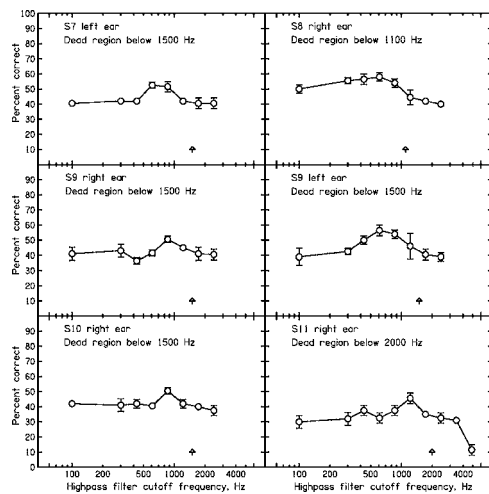 S7 left ear
Dead region below 1500 Hz
S8 right ear
Dead region below 1100 Hz
100
90
80
70
60
50
40
30
20
10
Percent correct
S9 right ear
Dead region below 1500 Hz
S9 left ear
Dead region below 1500 Hz
90
80
70
60
50
40
30
20
10
Percent correct
S10 right ear
Dead region below 1500 Hz
S11 right ear
Dead region below 2000 Hz
90
80
70
60
50
40
30
20
10
0
Percent correct
100 200 500 1000 2000 4000
100 200 500 1000 2000 4000
Highpass filter cutoff frequency, Hz
Highpass filter cutoff frequency, Hz